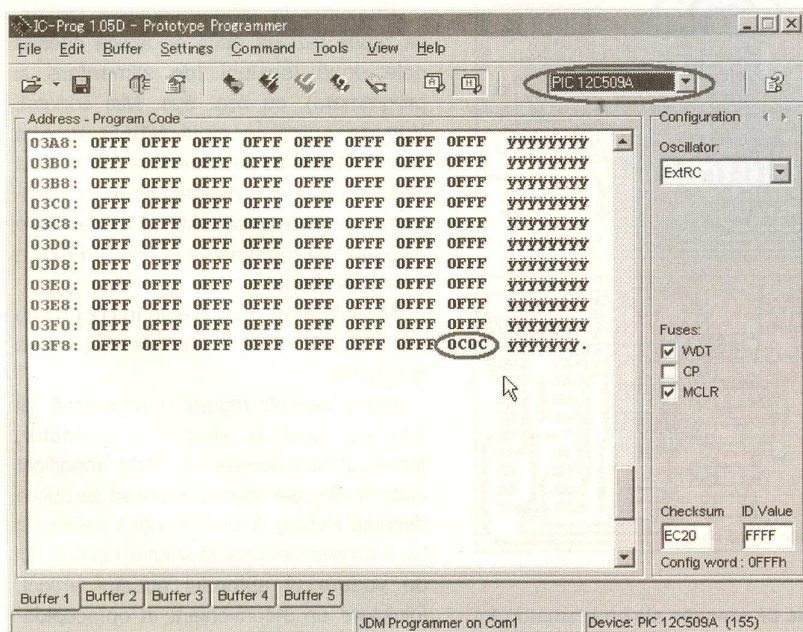 IC-Prog 1.05D - Prototype Programmer
File Edit Buffer Settings Command Tools View Help
PIC 12C509A
Address - Program Code
03A8: 0FFF 0FFF 0FFF 0FFF 0FFF 0FFF 0FFF 0FFF ÿÿÿÿÿÿÿÿ
03B0: 0FFF 0FFF 0FFF 0FFF 0FFF 0FFF 0FFF 0FFF ÿÿÿÿÿÿÿÿ
03B8: 0FFF 0FFF 0FFF 0FFF 0FFF 0FFF 0FFF 0FFF ÿÿÿÿÿÿÿÿ
03C0: 0FFF 0FFF 0FFF 0FFF 0FFF 0FFF 0FFF 0FFF ÿÿÿÿÿÿÿÿ
03C8: 0FFF 0FFF 0FFF 0FFF 0FFF 0FFF 0FFF 0FFF ÿÿÿÿÿÿÿÿ
03D0: 0FFF 0FFF 0FFF 0FFF 0FFF 0FFF 0FFF 0FFF ÿÿÿÿÿÿÿÿ
03D8: 0FFF 0FFF 0FFF 0FFF 0FFF 0FFF 0FFF 0FFF ÿÿÿÿÿÿÿÿ
03E0: 0FFF 0FFF 0FFF 0FFF 0FFF 0FFF 0FFF 0FFF ÿÿÿÿÿÿÿÿ
03E8: 0FFF 0FFF 0FFF 0FFF 0FFF 0FFF 0FFF 0FFF ÿÿÿÿÿÿÿÿ
03F0: 0FFF 0FFF 0FFF 0FFF 0FFF 0FFF 0FFF 0FFF ÿÿÿÿÿÿÿÿ
03F8: 0FFF 0FFF 0FFF 0FFF 0FFF 0FFF 0FFF 0C0C ÿÿÿÿÿÿÿ.
Configuration
Oscillator:
ExtRC
Fuses:
WDT
CP
MCLR
Checksum ID Value
EC20 FFFF
Config word : 0FFFh
Buffer 1 Buffer 2 Buffer 3 Buffer 4 Buffer 5
JDM Programmer on Com1 Device: PIC 12C509A (155)